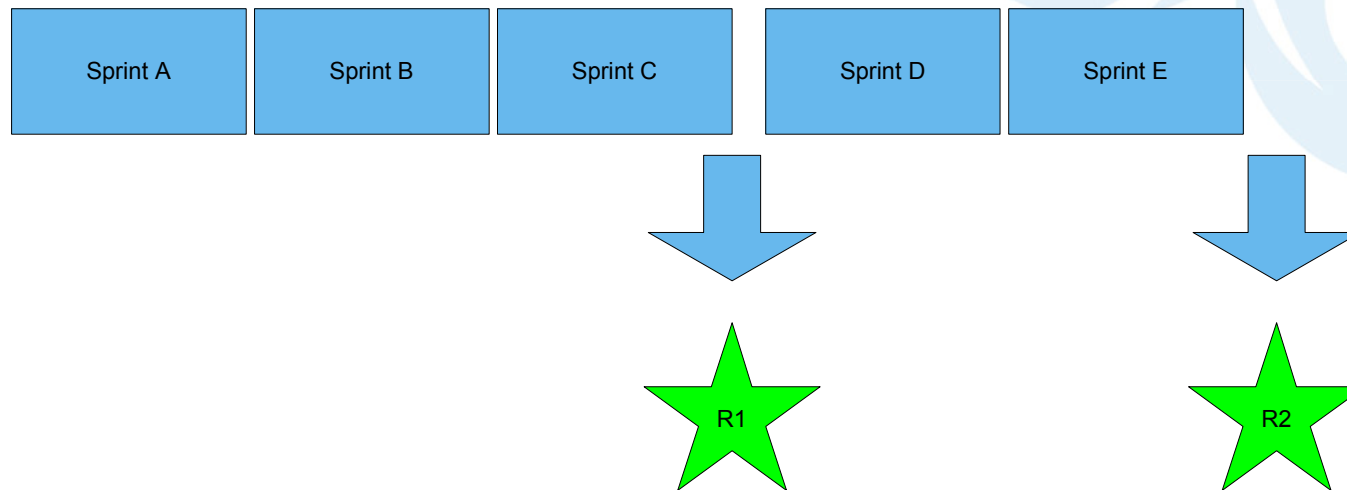 Sprint A
Sprint B
Sprint C
Sprint D
Sprint E
R1
R2